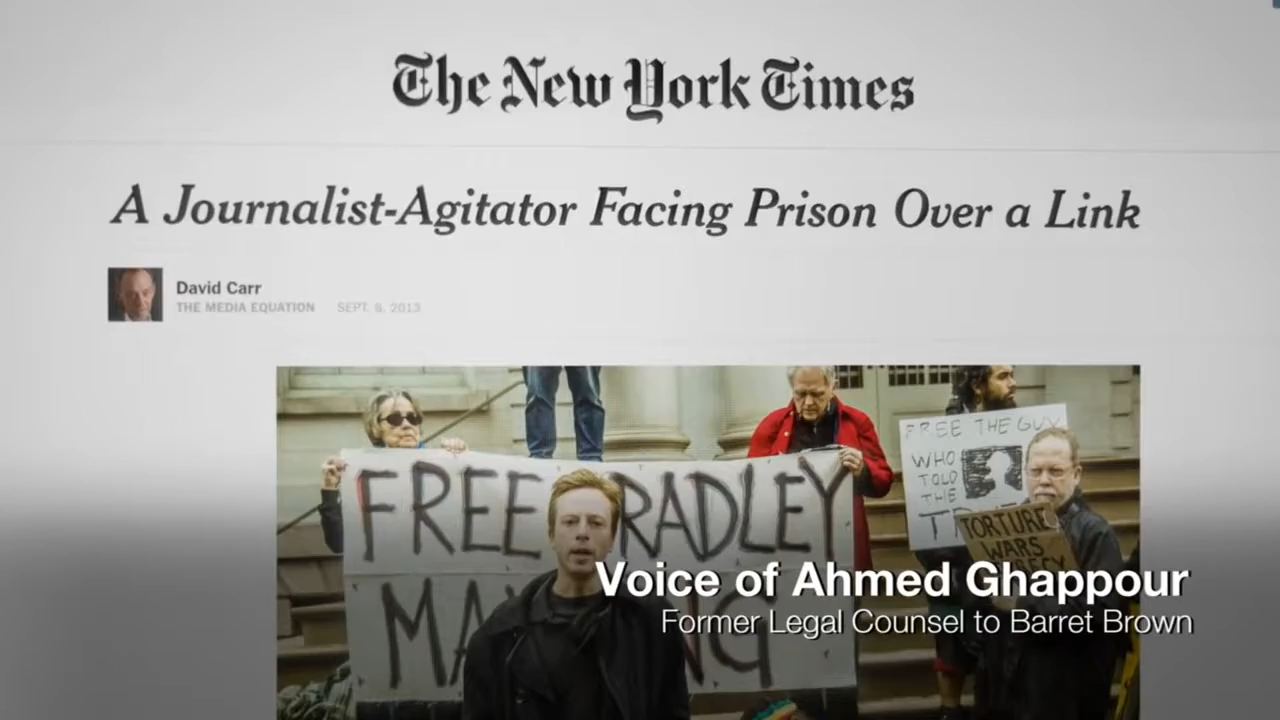 The New York Times
A Journalist-Agitator Facing Prison Over a Link
David Carr
THE MEDIA EQUATION SEPT. 8, 2013
FREE RADLEY
FREE THE GUY
WHO
TOLD
THE
TORTURE
WARS
Voice of Ahmed Ghappour
Former Legal Counsel to Barret Brown